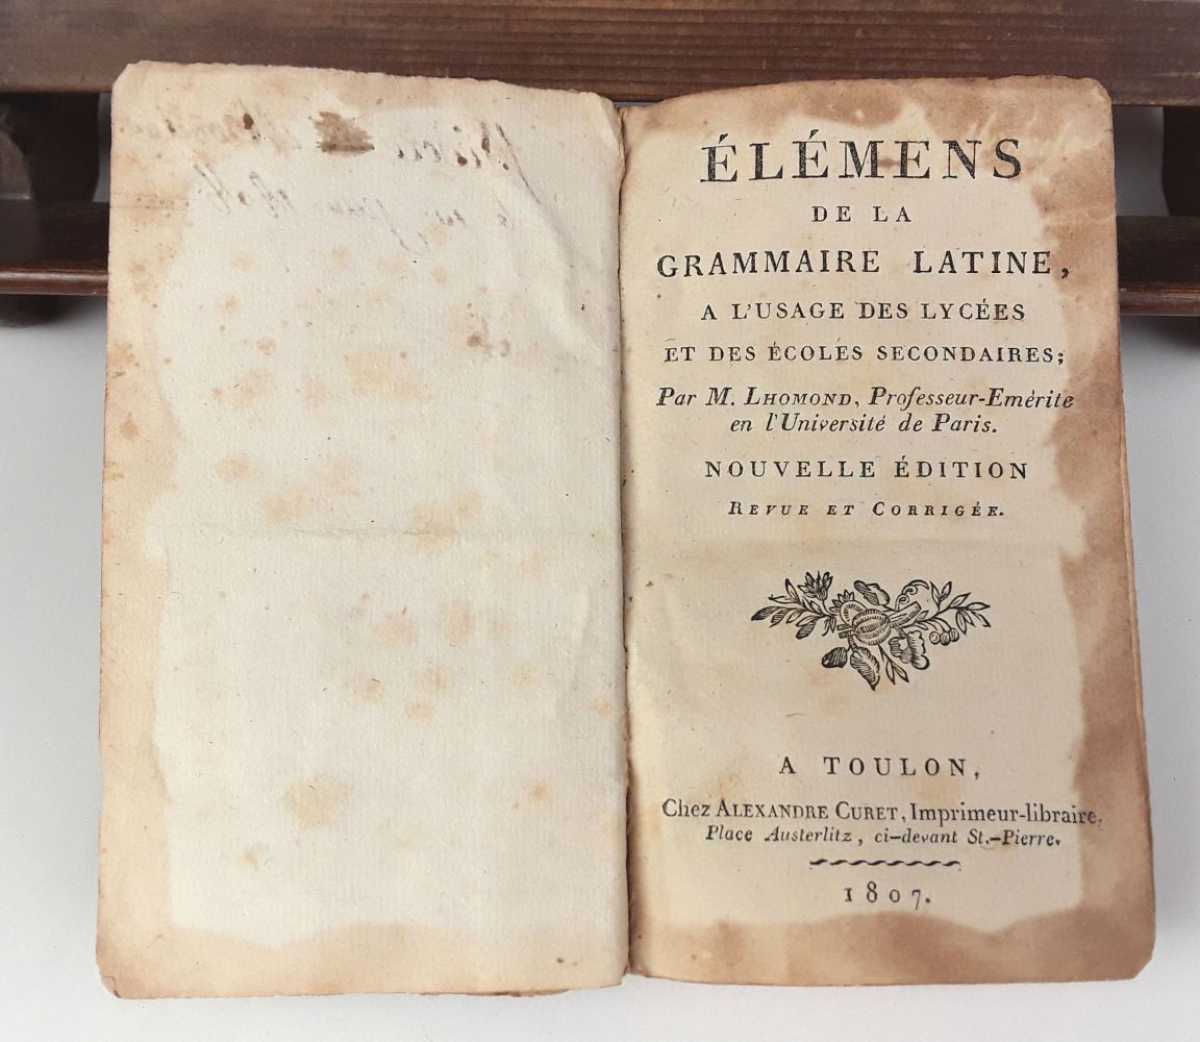 ÉLÉMENS
DE LA
GRAMMAIRE LATINE,
A L'USAGE DES LYCÉES
ET DES ÉCOLES SECONDAIRES;
Par M. LHOMOND, Professeur-Emérite
en l'Université de Paris.
NOUVELLE ÉDITION
REVUE ET CORRIGÉE.
A TOULON,
Chez ALEXANDRE CURET, Imprimeur-libraire,
Place Austerlitz, ci-devant St.-Pierre.
1807.